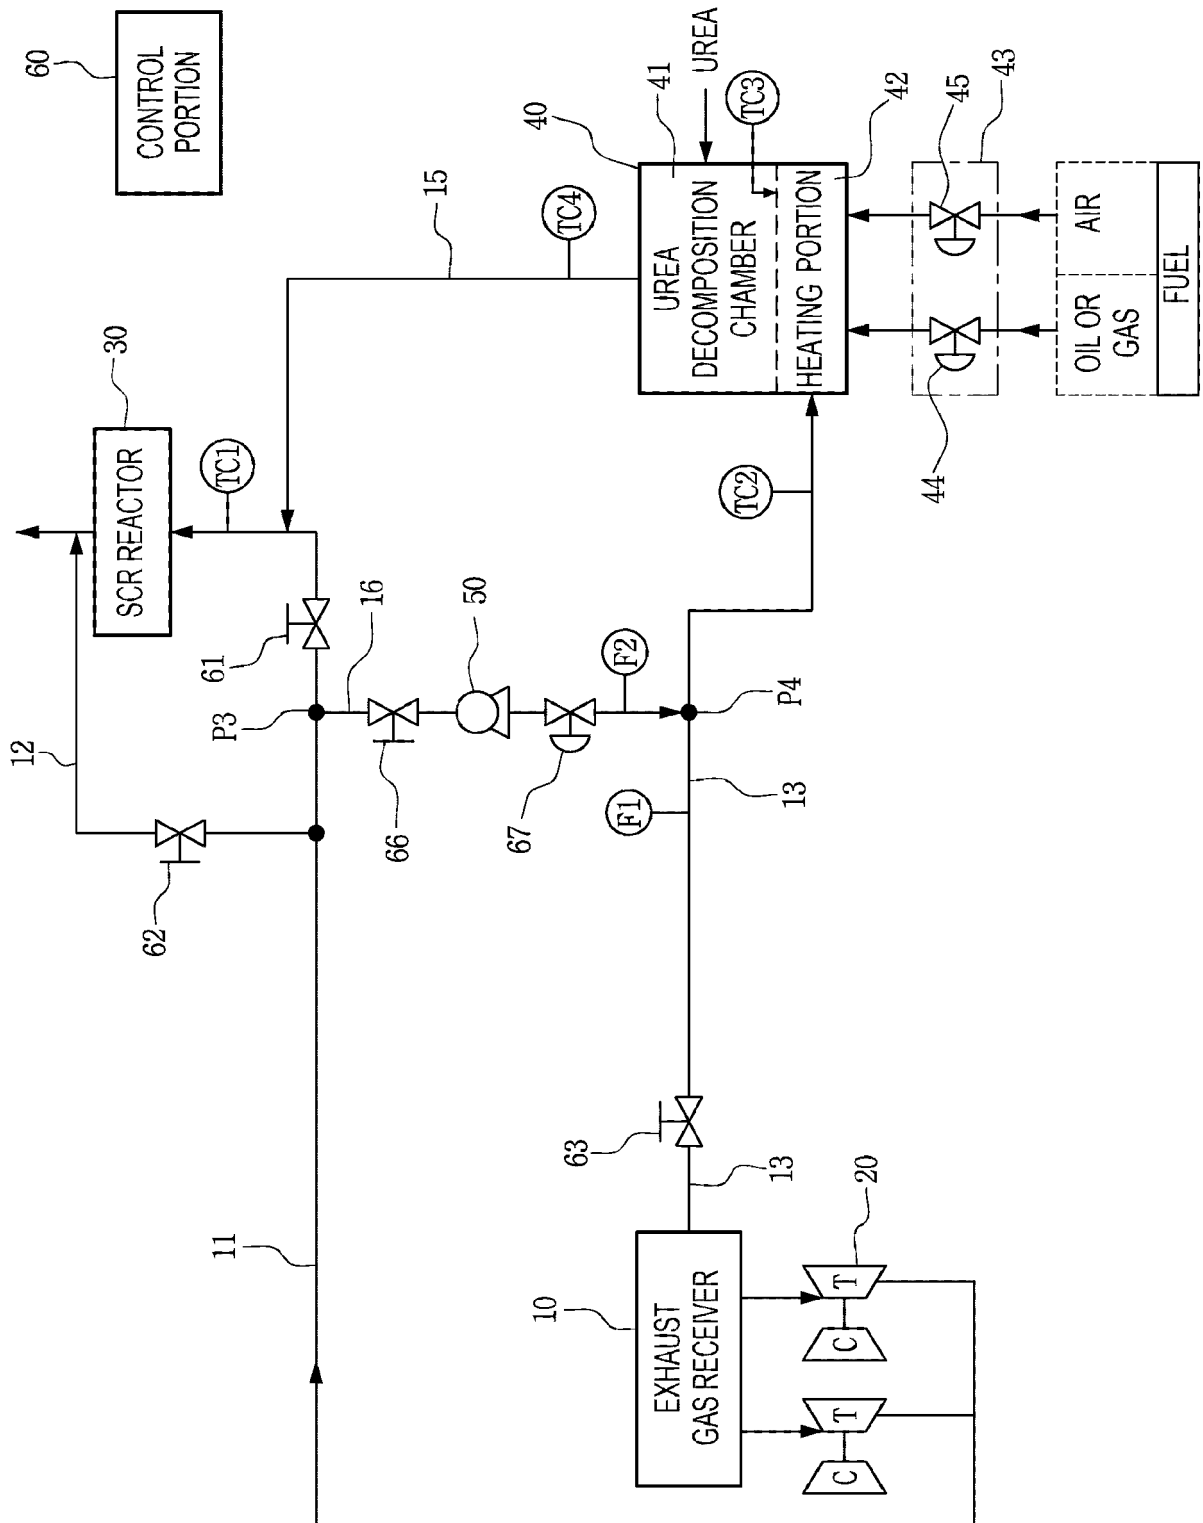 60
CONTROL
PORTION
12
62
11
30
SCR REACTOR
TC1
61
P3
16
66
50
67
F2
P4
F1
13
63
13
10
EXHAUST
GAS RECEIVER
20
T
C
T
C
15
TC4
40
41
UREA
UREA
DECOMPOSITION
CHAMBER
TC3
HEATING PORTION
42
TC2
45
43
44
AIR
OIL OR
GAS
FUEL